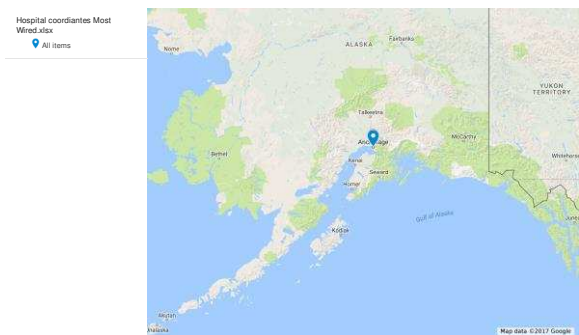 Hospital coordiantes Most
Wired.xlsx
All items
Nome
ALASKA
Fairbanks
YUKON
TERRITORY
Talkeetna
Anchorage
McCarthy
Whitehorse
Bethel
Kenai
Seward
Homer
Gulf of Alaska
Kodiak
Map data ©2017 Google